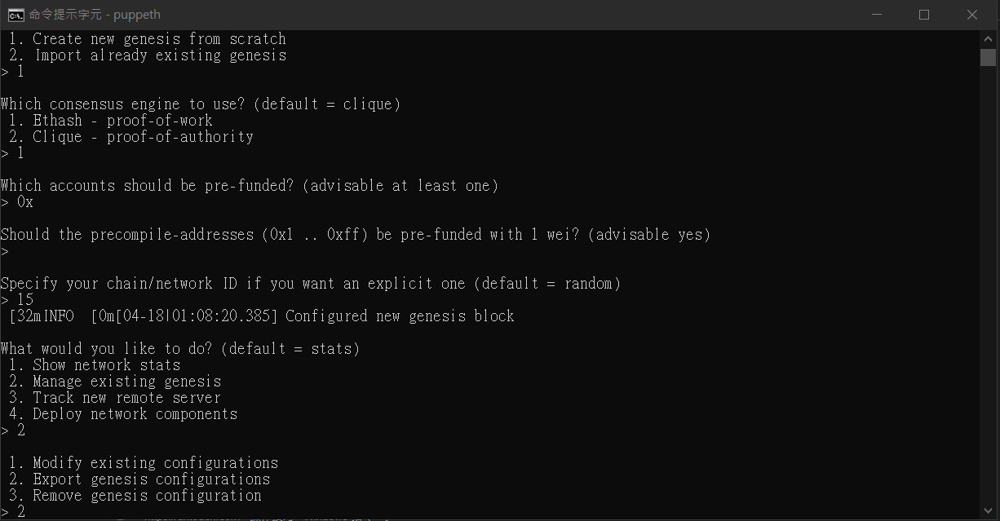 命令提示字元 - puppeth
1. Create new genesis from scratch
2. Import already existing genesis
> 1
Which consensus engine to use? (default = clique)
1. Ethash - proof-of-work
2. Clique - proof-of-authority
> 1
Which accounts should be pre-funded? (advisable at least one)
> 0x
Should the precompile-addresses (0x1 .. 0xff) be pre-funded with 1 wei? (advisable yes)
>
Specify your chain/network ID if you want an explicit one (default = random)
> 15
[32mINFO [0m[04-18|01:08:20.385] Configured new genesis block
What would you like to do? (default = stats)
1. Show network stats
2. Manage existing genesis
3. Track new remote server
4. Deploy network components
> 2
1. Modify existing configurations
2. Export genesis configurations
3. Remove genesis configuration
> 2